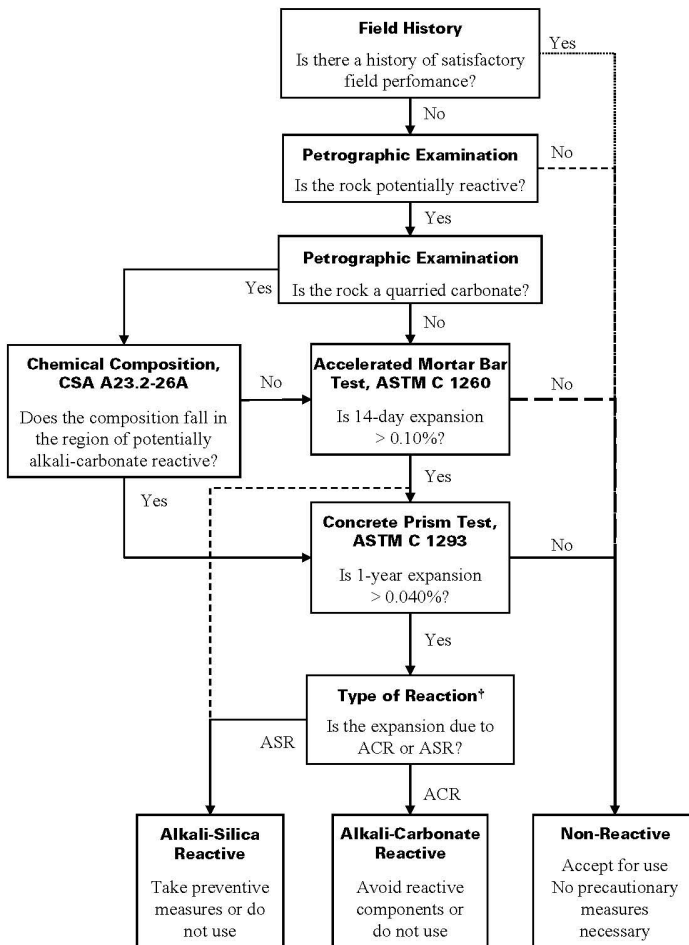 Field History
Is there a history of satisfactory
field perfomance?
Yes
No
Petrographic Examination
Is the rock potentially reactive?
No
Yes
Petrographic Examination
Is the rock a quarried carbonate?
Yes
No
Chemical Composition,
CSA A23.2-26A
Does the composition fall in
the region of potentially
alkali-carbonate reactive?
No
Accelerated Mortar Bar
Test, ASTM C 1260
Is 14-day expansion
> 0.10%?
No
Yes
Yes
Concrete Prism Test,
ASTM C 1293
Is 1-year expansion
> 0.040%?
No
Yes
Type of Reaction†
Is the expansion due to
ACR or ASR?
ASR
ACR
Alkali-Silica
Reactive
Take preventive
measures or do
not use
Alkali-Carbonate
Reactive
Avoid reactive
components or
do not use
Non-Reactive
Accept for use
No precautionary
measures
necessary